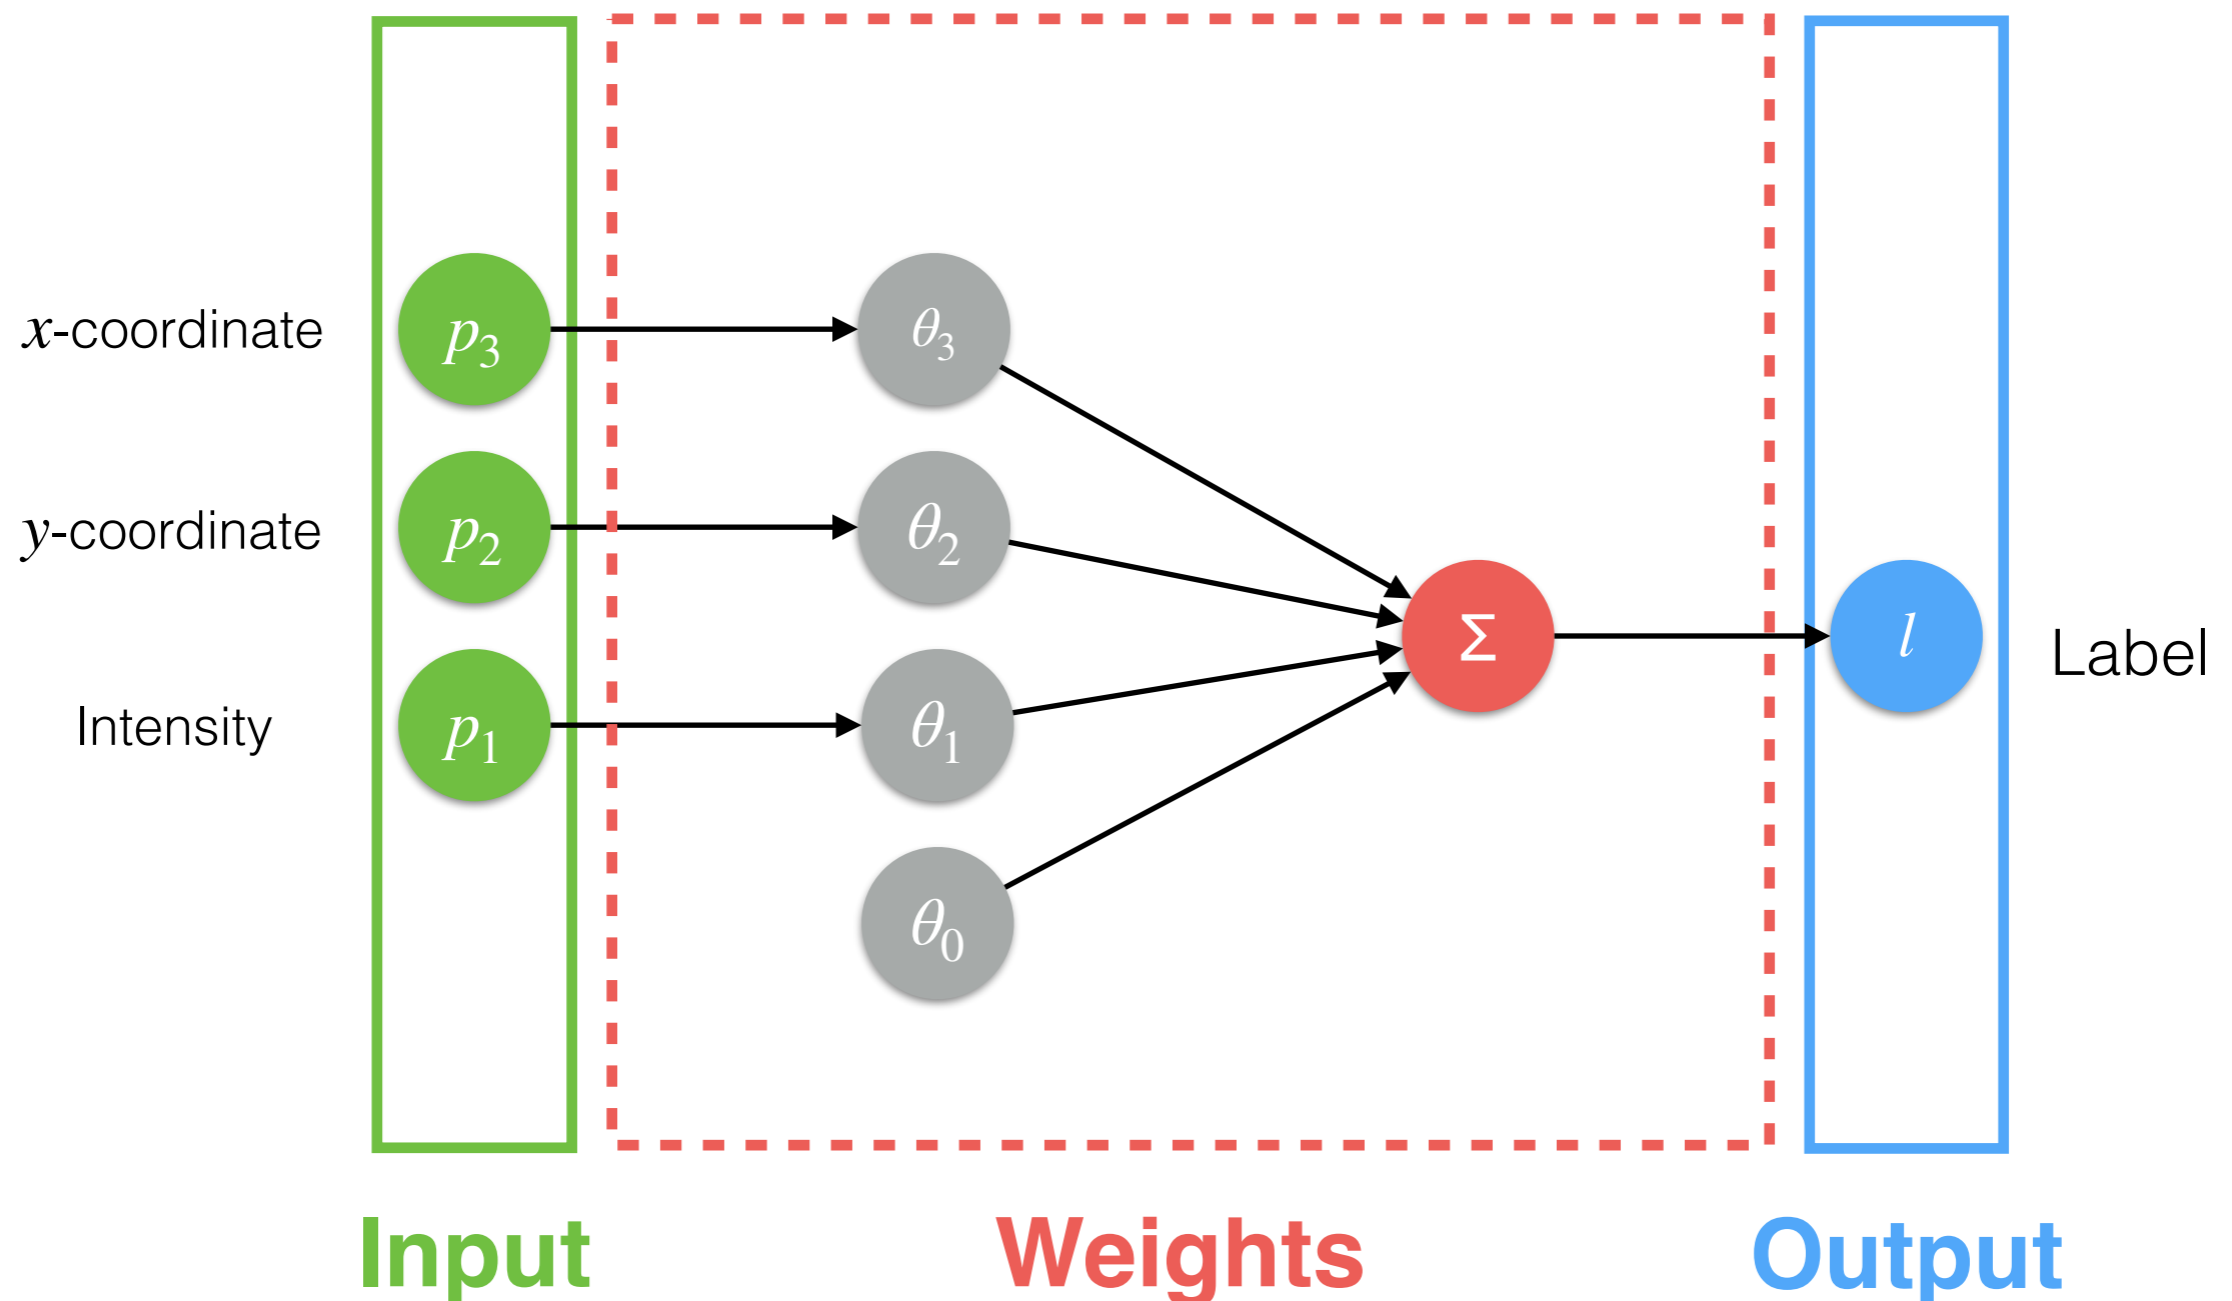 x-coordinate p₃ θ₃
y-coordinate p₂ θ₂
Σ l Label
Intensity p₁ θ₁
θ₀
Input Weights Output